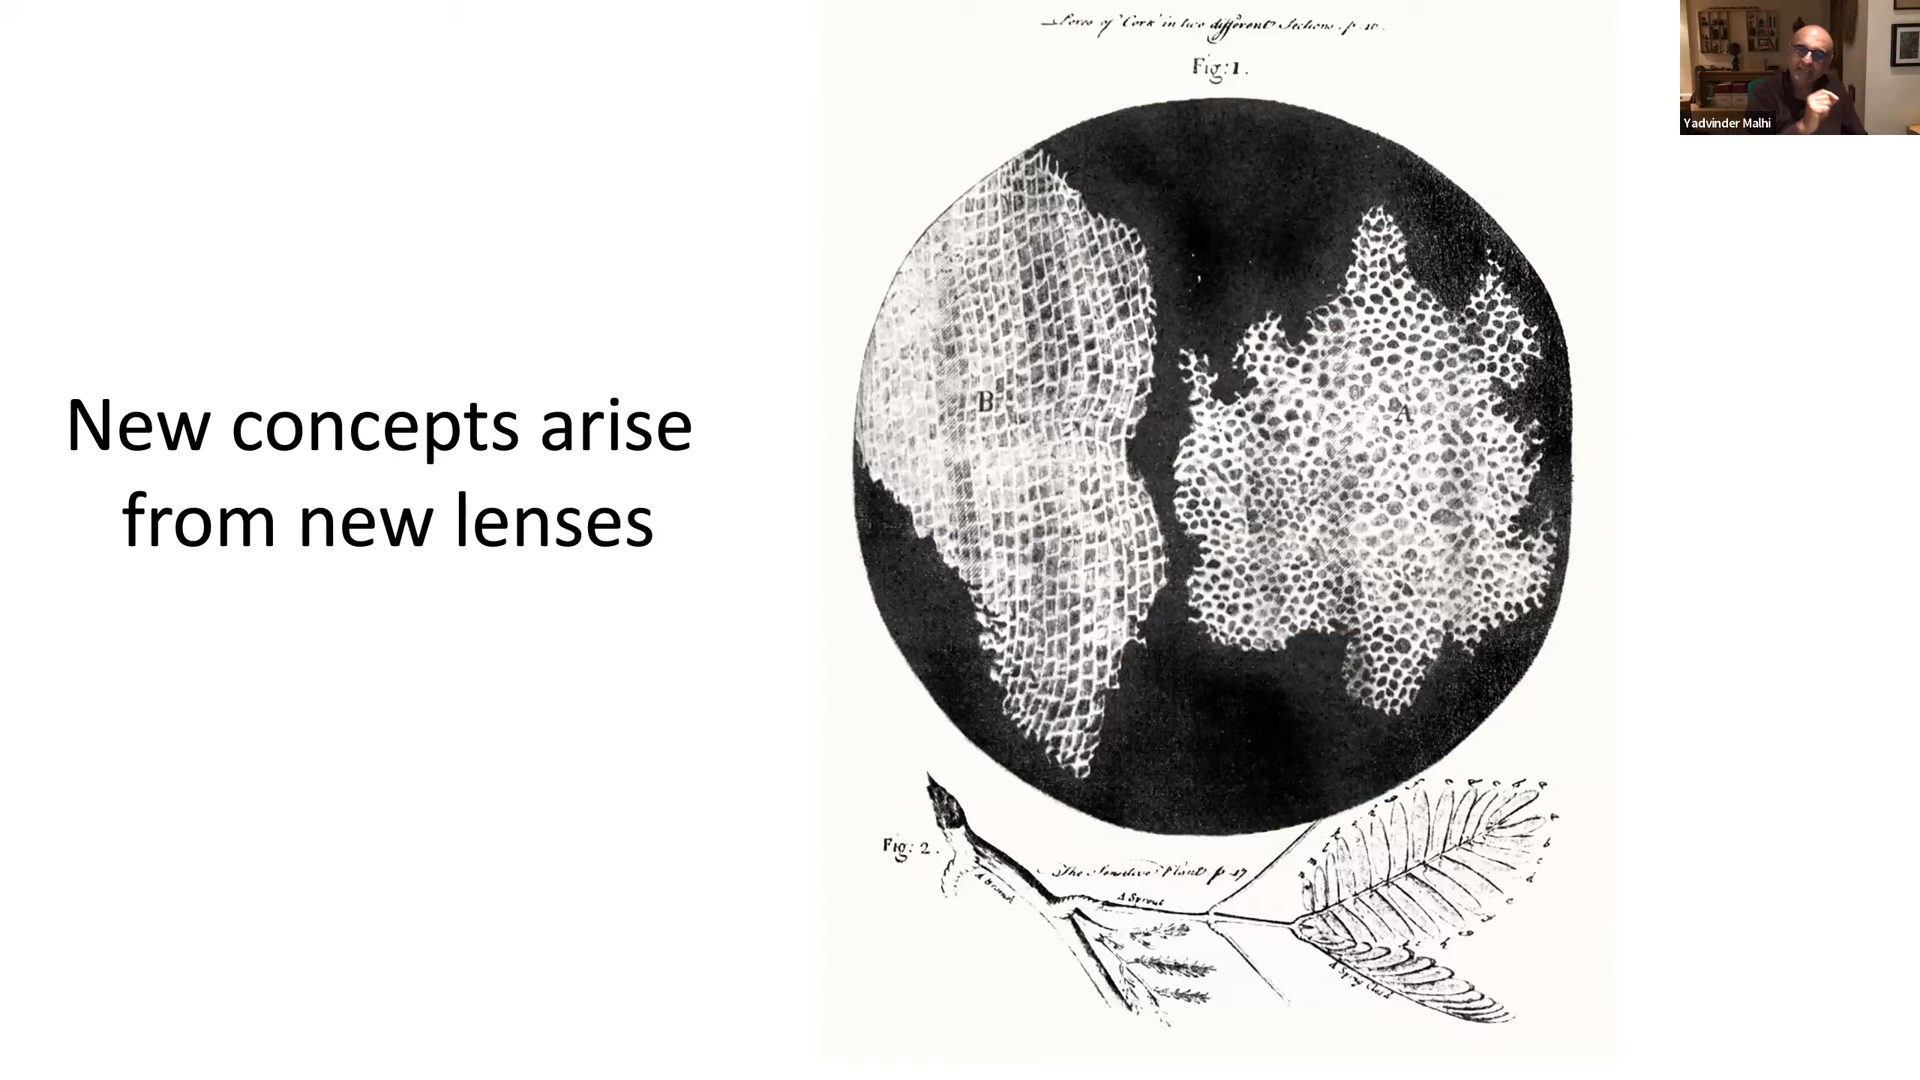 New concepts arise
from new lenses
Pores of Cork in two different Sections. p. 18.
Fig: 1.
B
A
Fig: 2.
The Sensitive Plant p. 17
A Sprout
Yadvinder Malhi